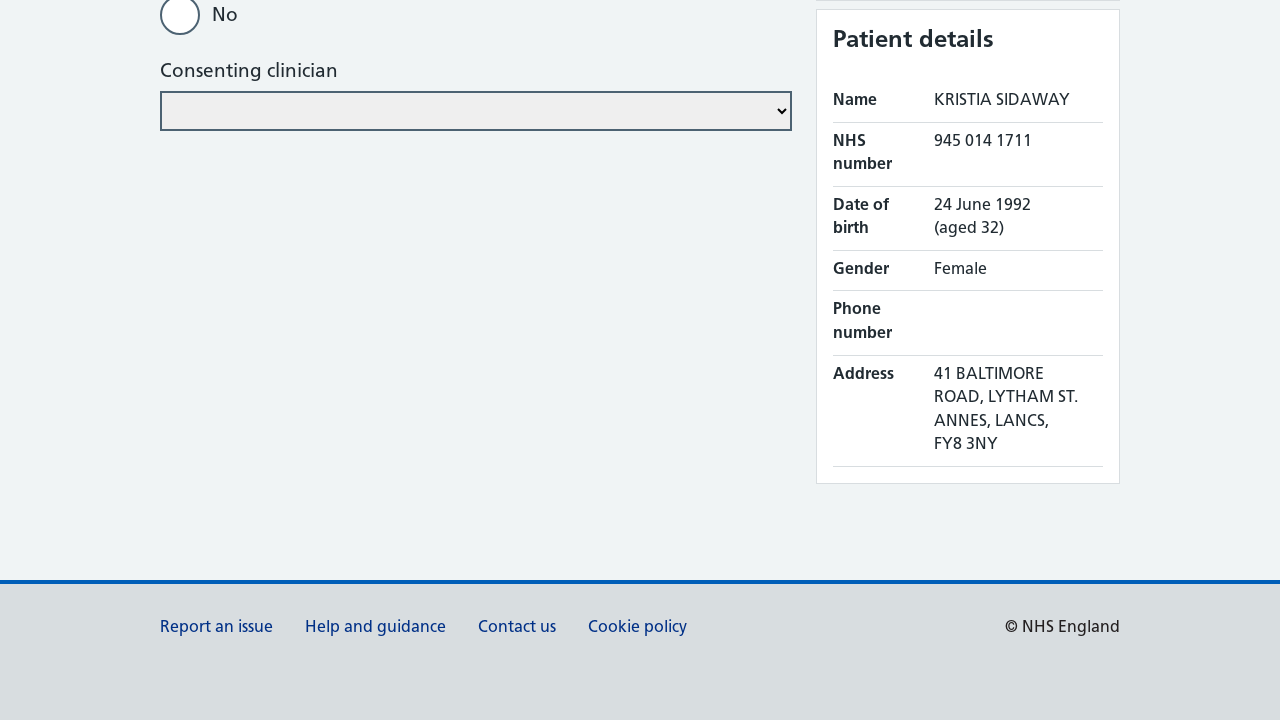 No
Consenting clinician
Patient details
Name KRISTIA SIDAWAY
NHS number 945 014 1711
Date of birth 24 June 1992 (aged 32)
Gender Female
Phone number
Address 41 BALTIMORE
ROAD, LYTHAM ST.
ANNES, LANCS,
FY8 3NY
Report an issue Help and guidance Contact us Cookie policy © NHS England